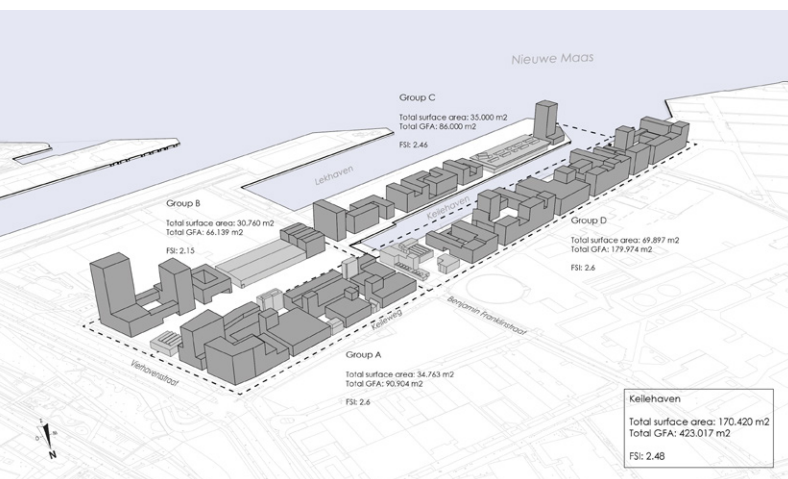 Nieuwe Maas
Group C
Total surface area: 35.000 m2
Total GFA: 86.000 m2
FSI: 2.46
Lekhaven
Keilehaven
Group B
Total surface area: 30.760 m2
Total GFA: 66.139 m2
FSI: 2.15
Group D
Total surface area: 69.897 m2
Total GFA: 179.974 m2
FSI: 2.6
Benjamin Franklinstraat
Keileweg
Vierhavenstraat
Group A
Total surface area: 34.763 m2
Total GFA: 90.904 m2
FSI: 2.6
Keilehaven
Total surface area: 170.420 m2
Total GFA: 423.017 m2
FSI: 2.48
N